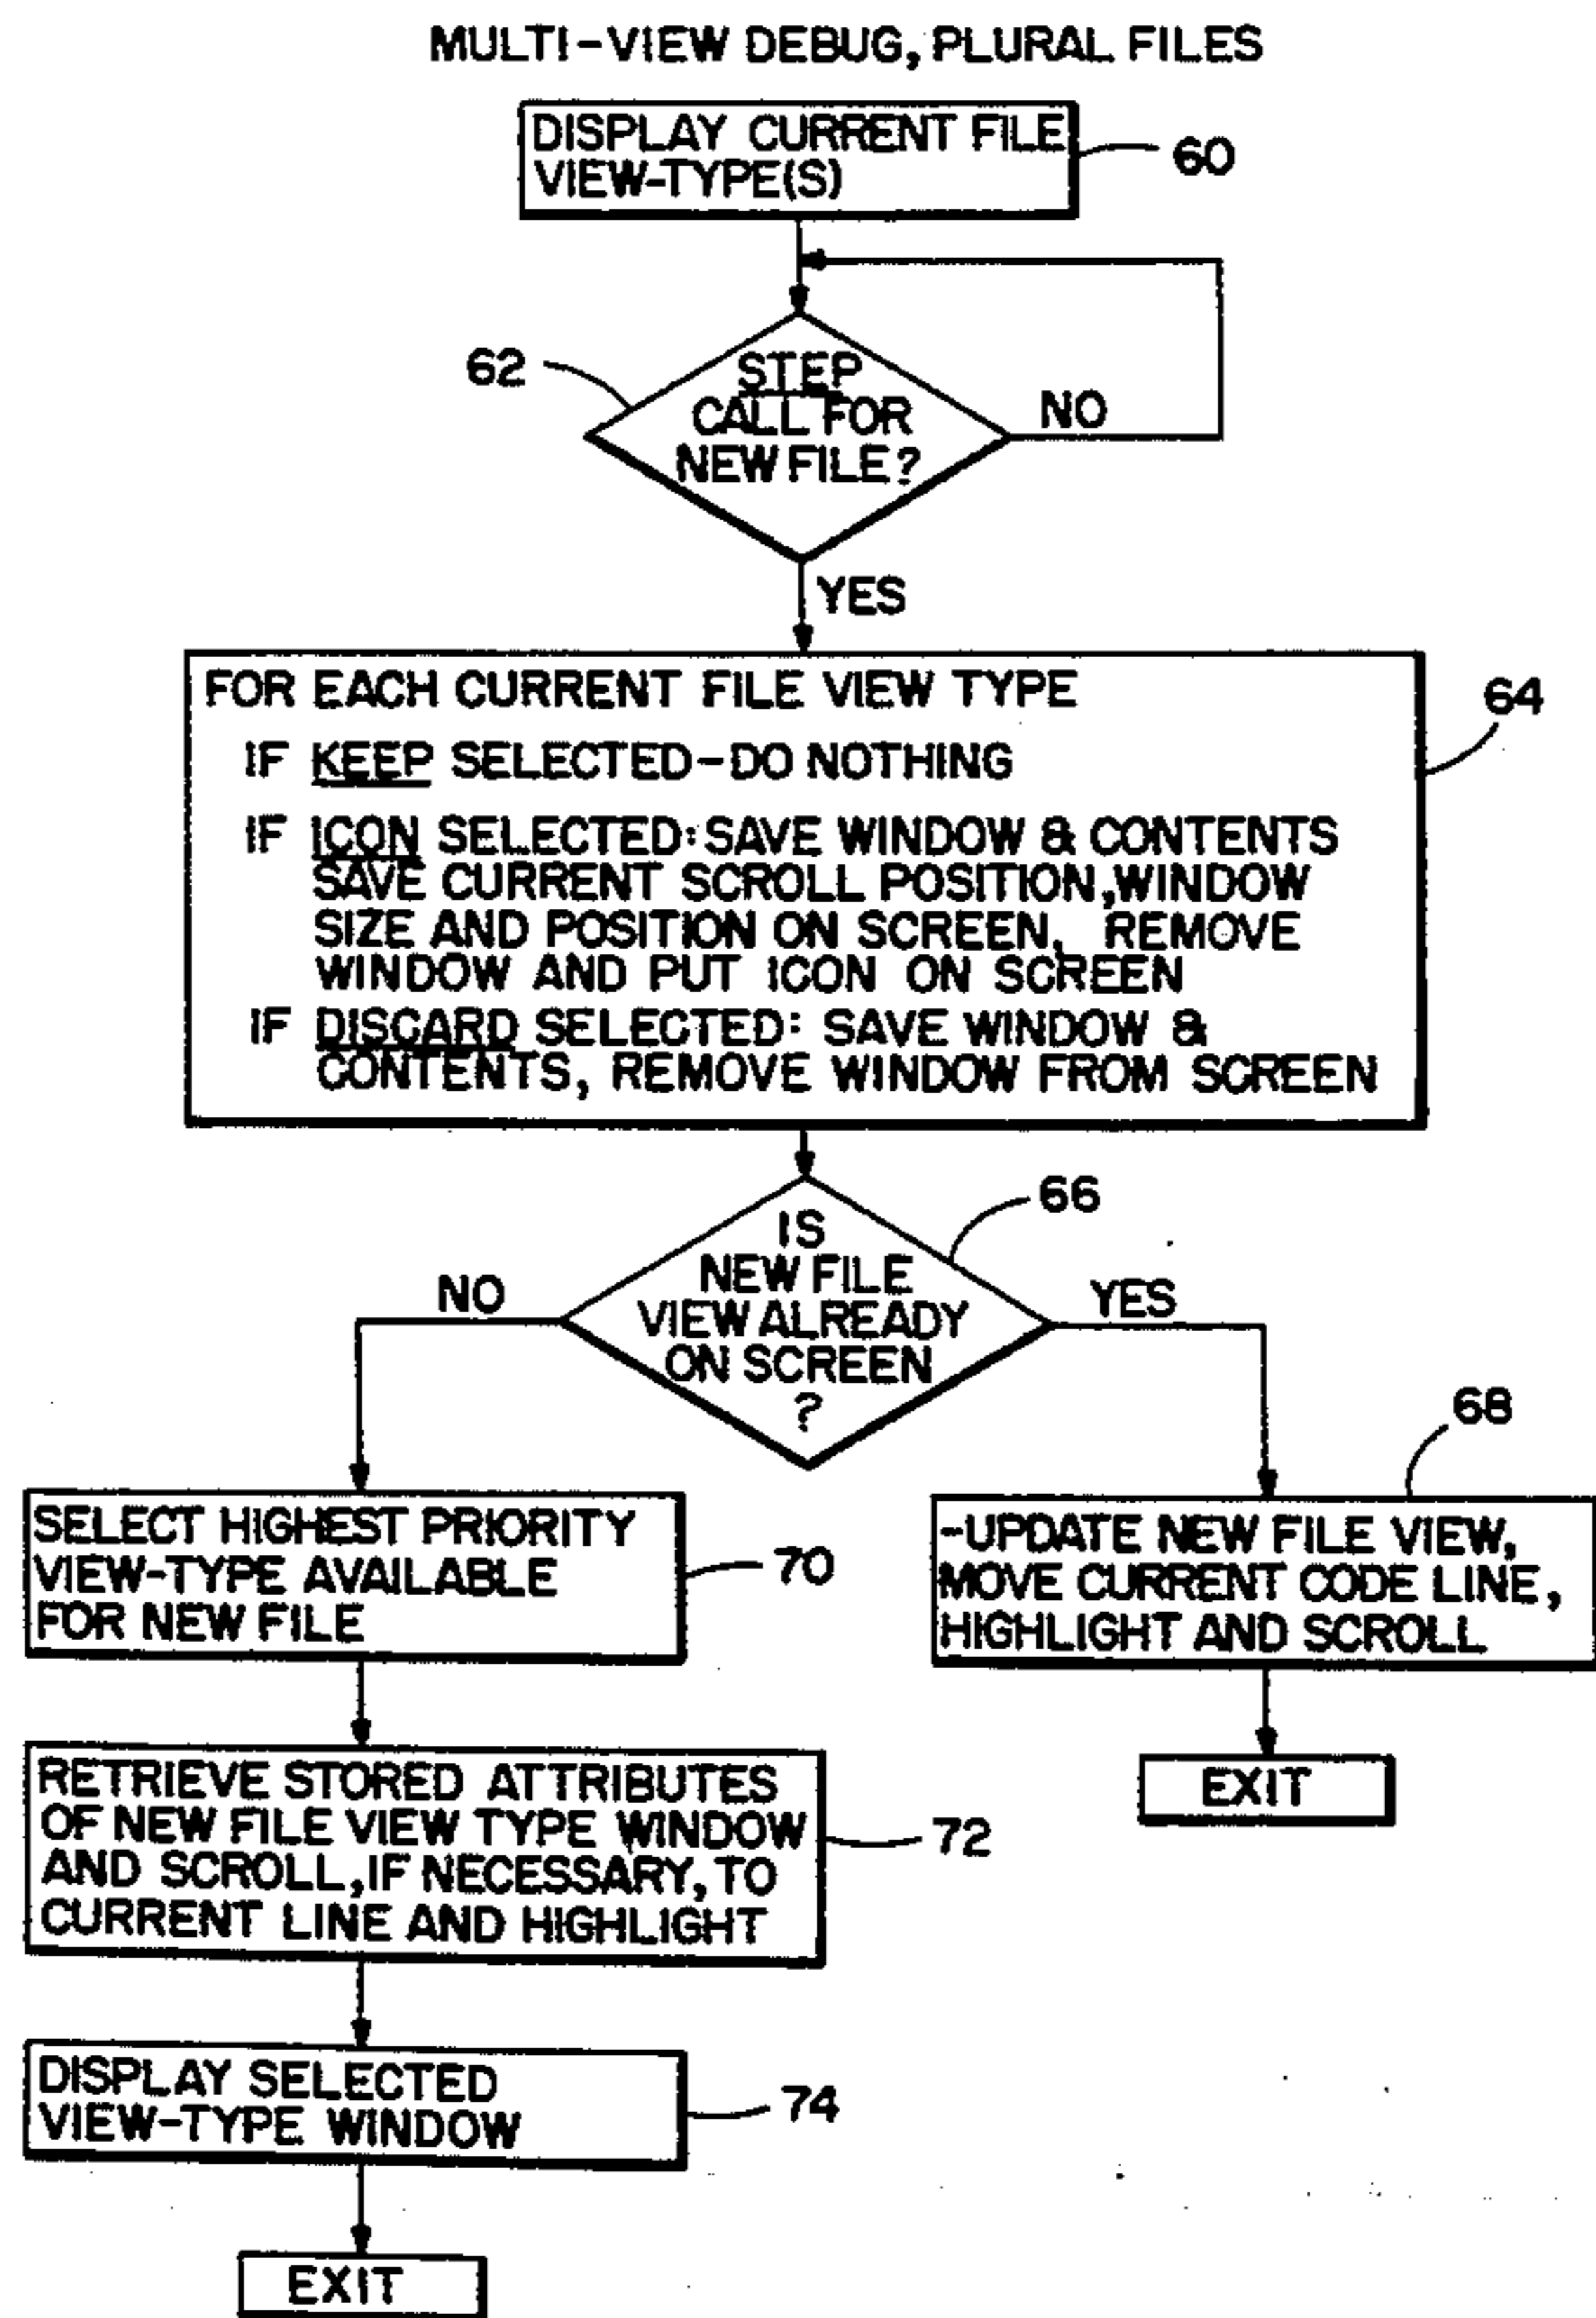 MULTI-VIEW DEBUG, PLURAL FILES
DISPLAY CURRENT FILE
VIEW-TYPE(S)
60
62
STEP
CALL FOR
NEW FILE?
NO
YES
FOR EACH CURRENT FILE VIEW TYPE
64
IF KEEP SELECTED-DO NOTHING
IF ICON SELECTED: SAVE WINDOW & CONTENTS
SAVE CURRENT SCROLL POSITION, WINDOW
SIZE AND POSITION ON SCREEN, REMOVE
WINDOW AND PUT ICON ON SCREEN
IF DISCARD SELECTED: SAVE WINDOW &
CONTENTS, REMOVE WINDOW FROM SCREEN
66
IS
NEW FILE
VIEW ALREADY
ON SCREEN
?
NO
YES
68
SELECT HIGHEST PRIORITY
VIEW-TYPE AVAILABLE
FOR NEW FILE
70
-UPDATE NEW FILE VIEW,
MOVE CURRENT CODE LINE,
HIGHLIGHT AND SCROLL
EXIT
RETRIEVE STORED ATTRIBUTES
OF NEW FILE VIEW TYPE WINDOW
AND SCROLL, IF NECESSARY, TO
CURRENT LINE AND HIGHLIGHT
72
DISPLAY SELECTED
VIEW-TYPE WINDOW
74
EXIT